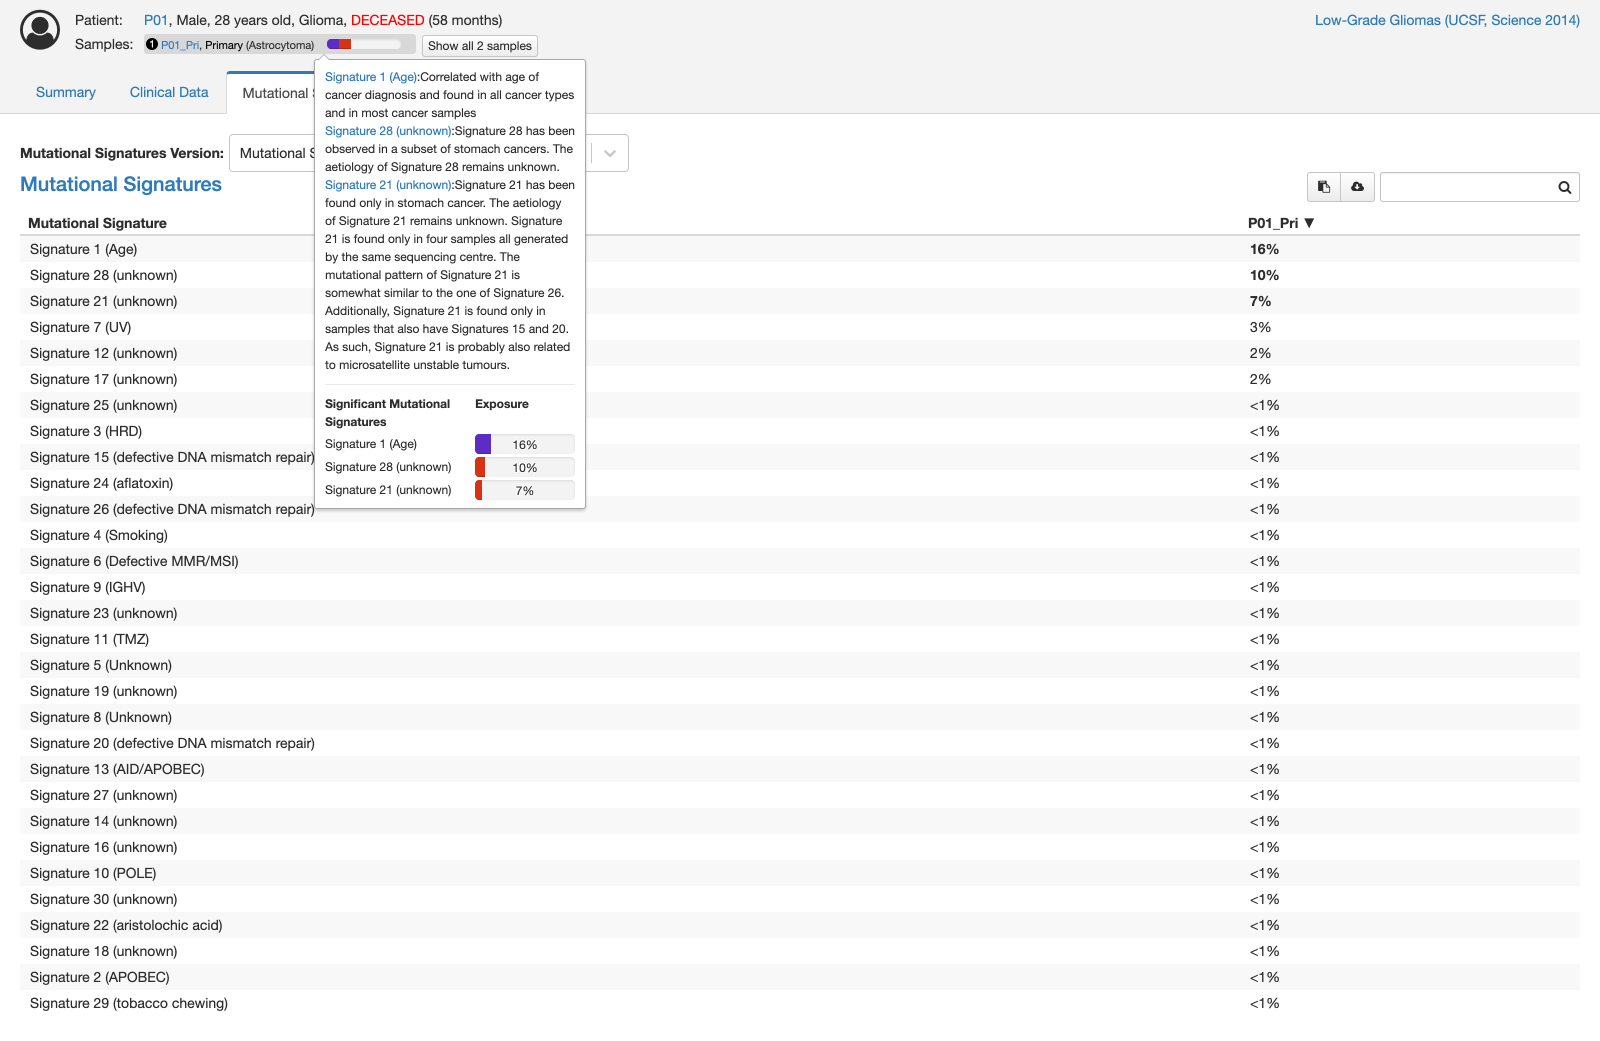 Patient: P01, Male, 28 years old, Glioma, DECEASED (58 months)
Low-Grade Gliomas (UCSF, Science 2014)
Samples: 1 P01_Pri, Primary (Astrocytoma)
Show all 2 samples
Summary
Clinical Data
Mutational S
Signature 1 (Age):Correlated with age of
cancer diagnosis and found in all cancer types
and in most cancer samples
Signature 28 (unknown):Signature 28 has been
observed in a subset of stomach cancers. The
aetiology of Signature 28 remains unknown.
Signature 21 (unknown):Signature 21 has been
found only in stomach cancer. The aetiology
of Signature 21 remains unknown. Signature
21 is found only in four samples all generated
by the same sequencing centre. The
mutational pattern of Signature 21 is
somewhat similar to the one of Signature 26.
Additionally, Signature 21 is found only in
samples that also have Signatures 15 and 20.
As such, Signature 21 is probably also related
to microsatellite unstable tumours.
Significant Mutational
Signatures
Exposure
Signature 1 (Age) 16%
Signature 28 (unknown) 10%
Signature 21 (unknown) 7%
Mutational Signatures Version: Mutational S
Mutational Signatures
Mutational Signature P01_Pri ▼
Signature 1 (Age) 16%
Signature 28 (unknown) 10%
Signature 21 (unknown) 7%
Signature 7 (UV) 3%
Signature 12 (unknown) 2%
Signature 17 (unknown) 2%
Signature 25 (unknown) <1%
Signature 3 (HRD) <1%
Signature 15 (defective DNA mismatch repair) <1%
Signature 24 (aflatoxin) <1%
Signature 26 (defective DNA mismatch repair) <1%
Signature 4 (Smoking) <1%
Signature 6 (Defective MMR/MSI) <1%
Signature 9 (IGHV) <1%
Signature 23 (unknown) <1%
Signature 11 (TMZ) <1%
Signature 5 (Unknown) <1%
Signature 19 (unknown) <1%
Signature 8 (Unknown) <1%
Signature 20 (defective DNA mismatch repair) <1%
Signature 13 (AID/APOBEC) <1%
Signature 27 (unknown) <1%
Signature 14 (unknown) <1%
Signature 16 (unknown) <1%
Signature 10 (POLE) <1%
Signature 30 (unknown) <1%
Signature 22 (aristolochic acid) <1%
Signature 18 (unknown) <1%
Signature 2 (APOBEC) <1%
Signature 29 (tobacco chewing) <1%